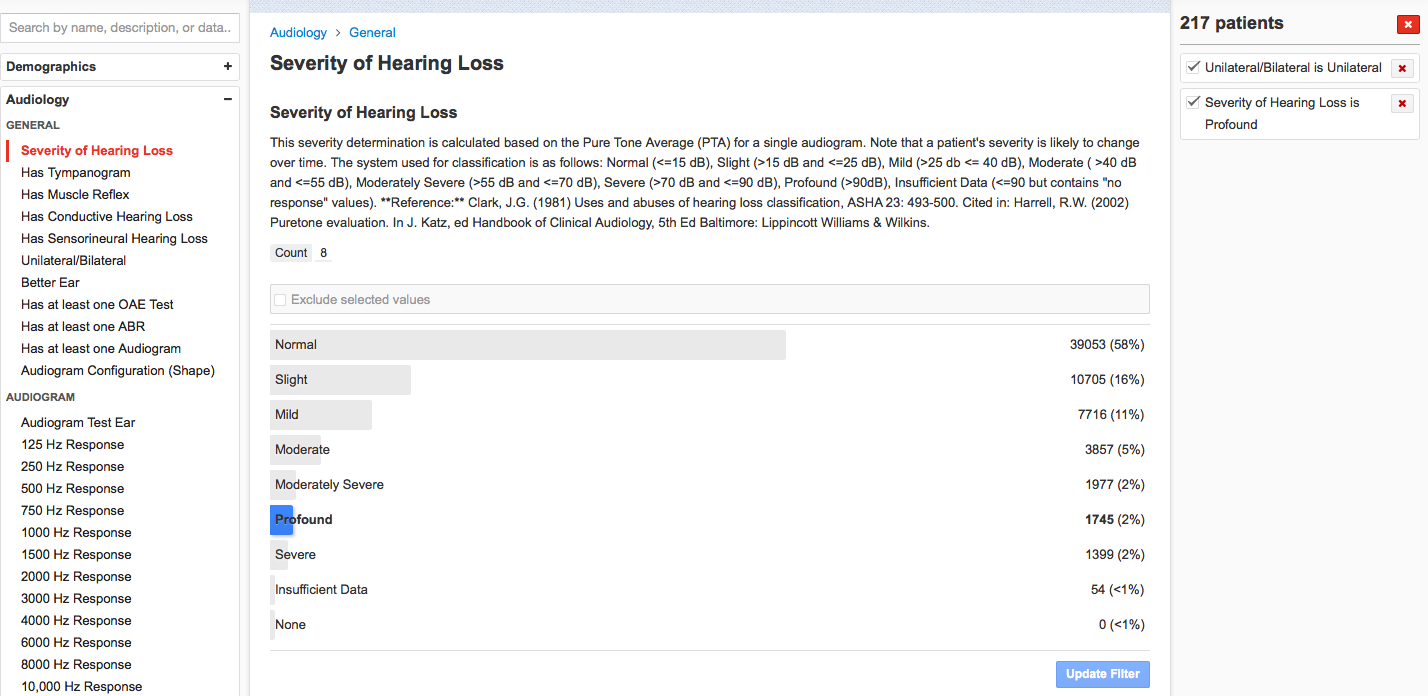 Search by name, description, or data..
Demographics +
Audiology −
GENERAL
Severity of Hearing Loss
Has Tympanogram
Has Muscle Reflex
Has Conductive Hearing Loss
Has Sensorineural Hearing Loss
Unilateral/Bilateral
Better Ear
Has at least one OAE Test
Has at least one ABR
Has at least one Audiogram
Audiogram Configuration (Shape)
AUDIOGRAM
Audiogram Test Ear
125 Hz Response
250 Hz Response
500 Hz Response
750 Hz Response
1000 Hz Response
1500 Hz Response
2000 Hz Response
3000 Hz Response
4000 Hz Response
6000 Hz Response
8000 Hz Response
10,000 Hz Response
Audiology > General
Severity of Hearing Loss
Severity of Hearing Loss
This severity determination is calculated based on the Pure Tone Average (PTA) for a single audiogram. Note that a patient's severity is likely to change
over time. The system used for classification is as follows: Normal (<=15 dB), Slight (>15 dB and <=25 dB), Mild (>25 db <= 40 dB), Moderate ( >40 dB
and <=55 dB), Moderately Severe (>55 dB and <=70 dB), Severe (>70 dB and <=90 dB), Profound (>90dB), Insufficient Data (<=90 but contains "no
response" values). **Reference:** Clark, J.G. (1981) Uses and abuses of hearing loss classification, ASHA 23: 493-500. Cited in: Harrell, R.W. (2002)
Puretone evaluation. In J. Katz, ed Handbook of Clinical Audiology, 5th Ed Baltimore: Lippincott Williams & Wilkins.
Count 8
Exclude selected values
Normal 39053 (58%)
Slight 10705 (16%)
Mild 7716 (11%)
Moderate 3857 (5%)
Moderately Severe 1977 (2%)
Profound 1745 (2%)
Severe 1399 (2%)
Insufficient Data 54 (<1%)
None 0 (<1%)
Update Filter
217 patients
Unilateral/Bilateral is Unilateral
Severity of Hearing Loss is
Profound